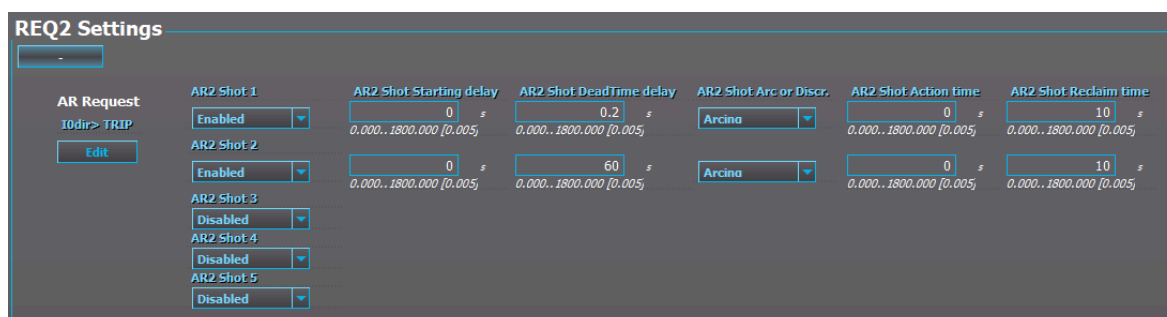 REQ2 Settings
-
AR Request
I0dir> TRIP
Edit
AR2 Shot 1 AR2 Shot Starting delay AR2 Shot DeadTime delay AR2 Shot Arc or Discr. AR2 Shot Action time AR2 Shot Reclaim time
Enabled 0 s 0.2 s Arcing 0 s 10 s
0.000..1800.000 [0.005] 0.000..1800.000 [0.005] 0.000..1800.000 [0.005] 0.000..1800.000 [0.005]
AR2 Shot 2
Enabled 0 s 60 s Arcing 0 s 10 s
0.000..1800.000 [0.005] 0.000..1800.000 [0.005] 0.000..1800.000 [0.005] 0.000..1800.000 [0.005]
AR2 Shot 3
Disabled
AR2 Shot 4
Disabled
AR2 Shot 5
Disabled